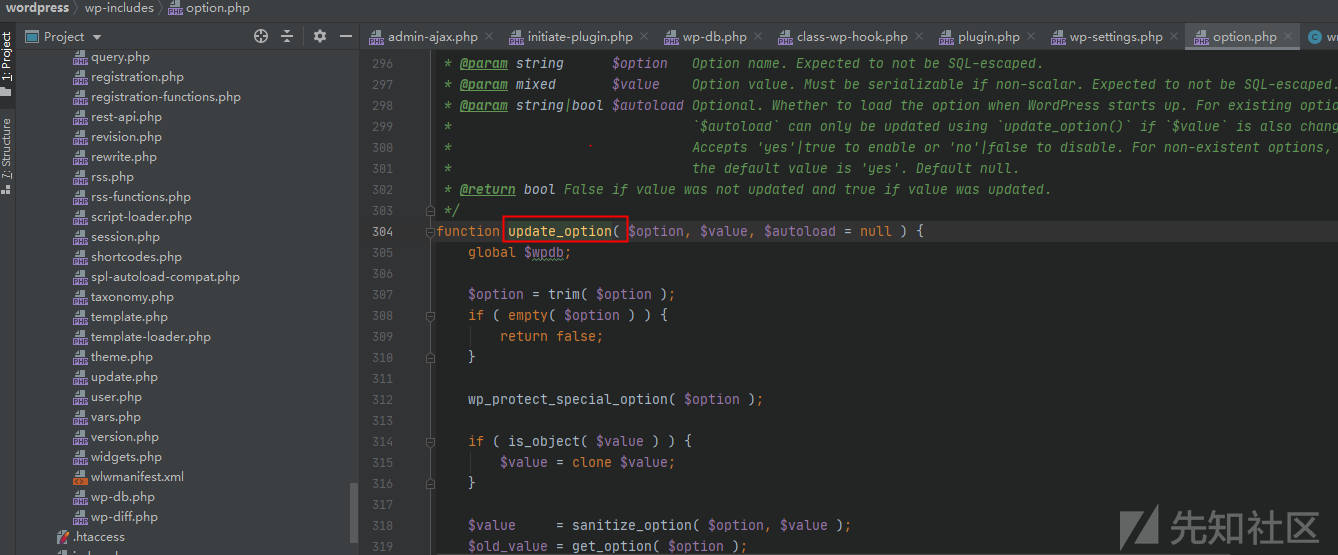 wordpress wp-includes option.php
Project
admin-ajax.php initiate-plugin.php wp-db.php class-wp-hook.php plugin.php wp-settings.php option.php
1: Project
7: Structure
query.php
registration.php
registration-functions.php
rest-api.php
revision.php
rewrite.php
rss.php
rss-functions.php
script-loader.php
session.php
shortcodes.php
spl-autoload-compat.php
taxonomy.php
template.php
template-loader.php
theme.php
update.php
user.php
vars.php
version.php
widgets.php
wlwmanifest.xml
wp-db.php
wp-diff.php
.htaccess
296 * @param string $option Option name. Expected to not be SQL-escaped.
297 * @param mixed $value Option value. Must be serializable if non-scalar. Expected to not be SQL-escaped.
298 * @param string|bool $autoload Optional. Whether to load the option when WordPress starts up. For existing optio
299 * `$autoload` can only be updated using `update_option()` if `$value` is also chang
300 * Accepts 'yes'|true to enable or 'no'|false to disable. For non-existent options,
301 * the default value is 'yes'. Default null.
302 * @return bool False if value was not updated and true if value was updated.
303 */
304 function update_option( $option, $value, $autoload = null ) {
305 global $wpdb;
306
307 $option = trim( $option );
308 if ( empty( $option ) ) {
309 return false;
310 }
311
312 wp_protect_special_option( $option );
313
314 if ( is_object( $value ) ) {
315 $value = clone $value;
316 }
317
318 $value = sanitize_option( $option, $value );
319 $old_value = get_option( $option );
先知社区